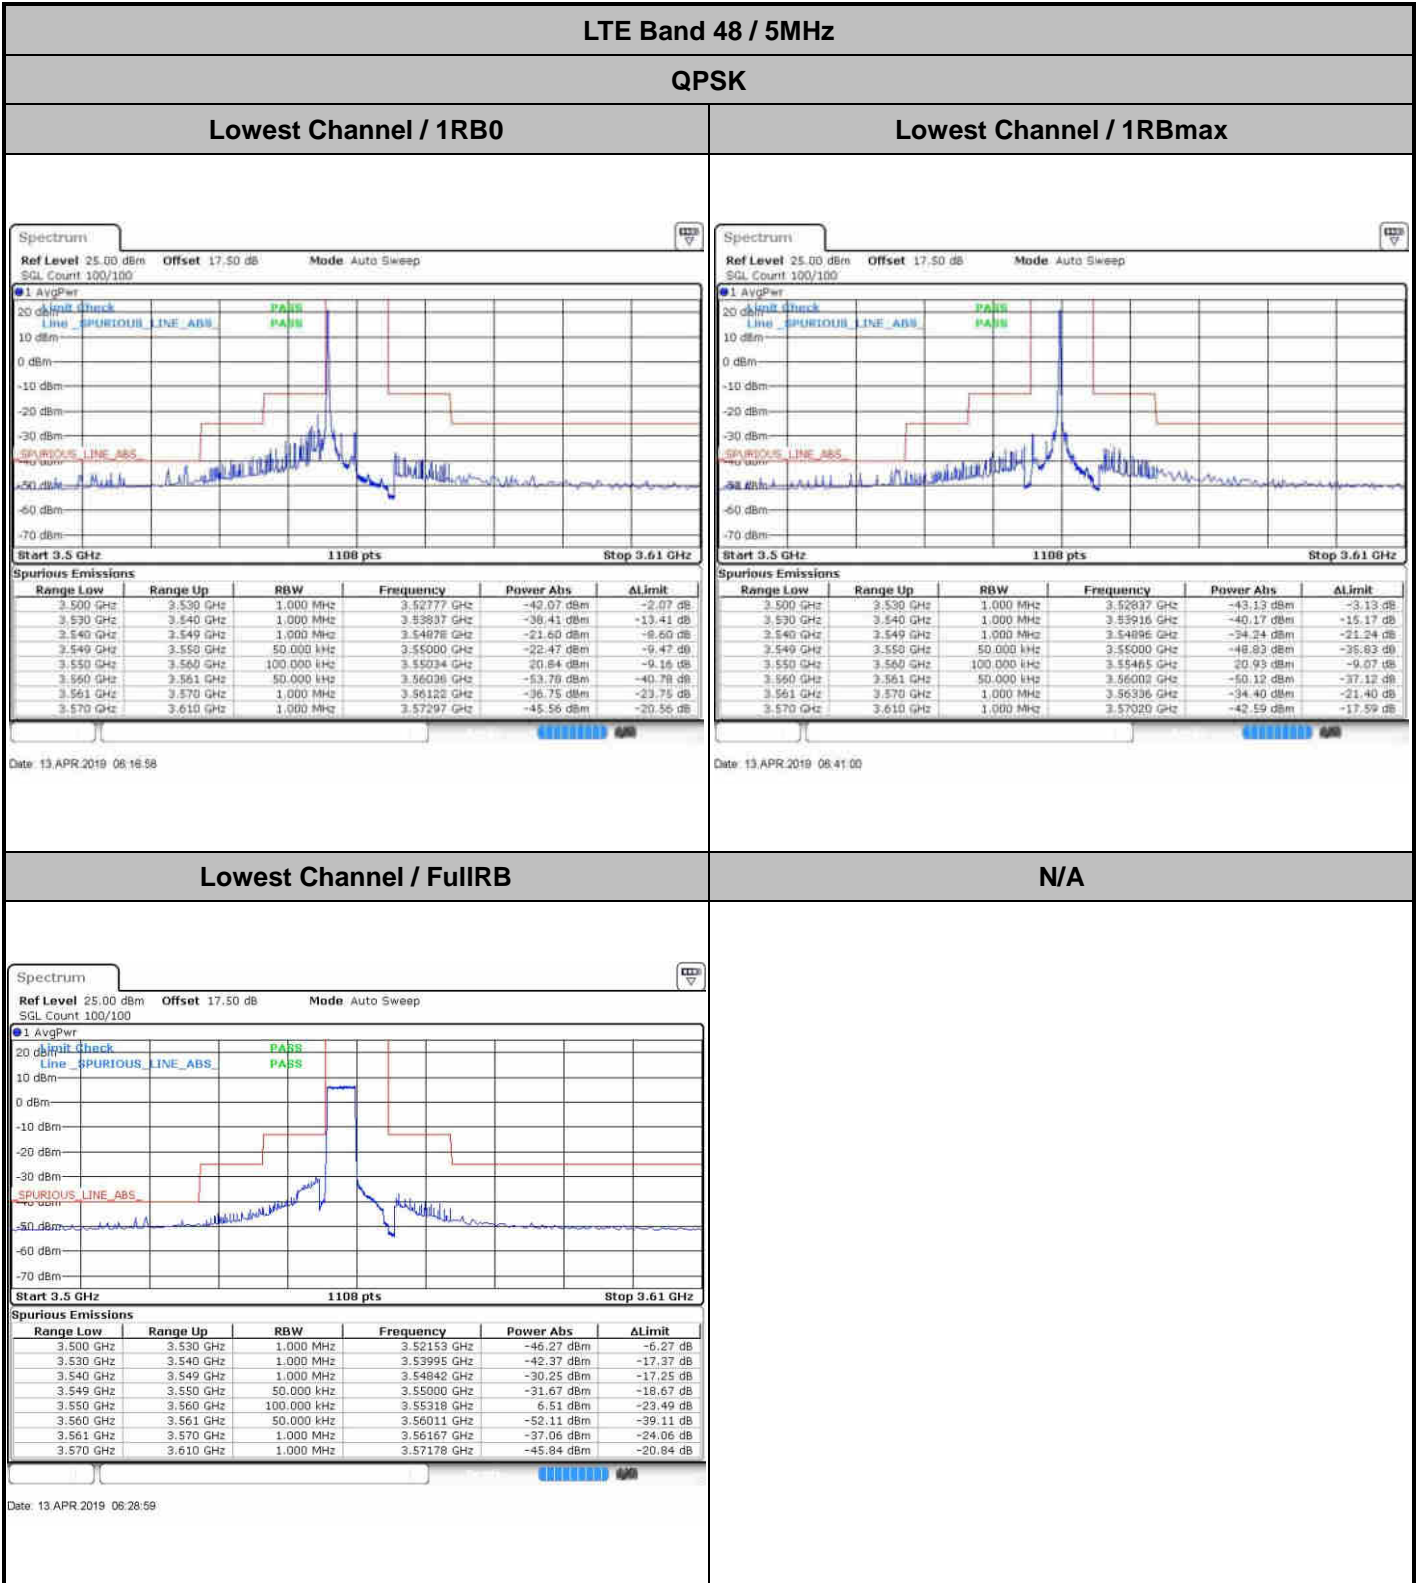 LTE Band 48 / 5MHz
QPSK
Lowest Channel / 1RB0
Lowest Channel / 1RBmax
Spectrum
Ref Level 25.00 dBm Offset 17.50 dB Mode Auto Sweep
SGL Count 100/100
1 AvgPwr
Limit Check PASS
Line _SPURIOUS_LINE_ABS_ PASS
20 dBm
10 dBm
0 dBm
-10 dBm
-20 dBm
-30 dBm
_SPURIOUS_LINE_ABS_
-40 dBm
-50 dBm
-60 dBm
-70 dBm
Start 3.5 GHz 1108 pts Stop 3.61 GHz
Spurious Emissions
Range Low Range Up RBW Frequency Power Abs ΔLimit
3.500 GHz 3.530 GHz 1.000 MHz 3.52777 GHz -42.07 dBm -2.07 dB
3.530 GHz 3.540 GHz 1.000 MHz 3.53837 GHz -38.41 dBm -13.41 dB
3.540 GHz 3.549 GHz 1.000 MHz 3.54878 GHz -21.60 dBm -8.60 dB
3.549 GHz 3.550 GHz 50.000 kHz 3.55000 GHz -22.47 dBm -9.47 dB
3.550 GHz 3.560 GHz 100.000 kHz 3.55034 GHz 20.84 dBm -9.16 dB
3.560 GHz 3.561 GHz 50.000 kHz 3.56036 GHz -53.78 dBm -40.78 dB
3.561 GHz 3.570 GHz 1.000 MHz 3.56122 GHz -36.75 dBm -23.75 dB
3.570 GHz 3.610 GHz 1.000 MHz 3.57297 GHz -45.56 dBm -20.56 dB
Date: 13.APR.2019 06:16:58
Spectrum
Ref Level 25.00 dBm Offset 17.50 dB Mode Auto Sweep
SGL Count 100/100
1 AvgPwr
Limit Check PASS
Line _SPURIOUS_LINE_ABS_ PASS
20 dBm
10 dBm
0 dBm
-10 dBm
-20 dBm
-30 dBm
_SPURIOUS_LINE_ABS_
-40 dBm
-50 dBm
-60 dBm
-70 dBm
Start 3.5 GHz 1108 pts Stop 3.61 GHz
Spurious Emissions
Range Low Range Up RBW Frequency Power Abs ΔLimit
3.500 GHz 3.530 GHz 1.000 MHz 3.52837 GHz -43.13 dBm -3.13 dB
3.530 GHz 3.540 GHz 1.000 MHz 3.53916 GHz -40.17 dBm -15.17 dB
3.540 GHz 3.549 GHz 1.000 MHz 3.54896 GHz -34.24 dBm -21.24 dB
3.549 GHz 3.550 GHz 50.000 kHz 3.55000 GHz -48.83 dBm -35.83 dB
3.550 GHz 3.560 GHz 100.000 kHz 3.55465 GHz 20.93 dBm -9.07 dB
3.560 GHz 3.561 GHz 50.000 kHz 3.56002 GHz -50.12 dBm -37.12 dB
3.561 GHz 3.570 GHz 1.000 MHz 3.56336 GHz -34.40 dBm -21.40 dB
3.570 GHz 3.610 GHz 1.000 MHz 3.57020 GHz -42.59 dBm -17.59 dB
Date: 13.APR.2019 06:41:00
Lowest Channel / FullRB
N/A
Spectrum
Ref Level 25.00 dBm Offset 17.50 dB Mode Auto Sweep
SGL Count 100/100
1 AvgPwr
Limit Check PASS
Line _SPURIOUS_LINE_ABS_ PASS
20 dBm
10 dBm
0 dBm
-10 dBm
-20 dBm
-30 dBm
_SPURIOUS_LINE_ABS_
-40 dBm
-50 dBm
-60 dBm
-70 dBm
Start 3.5 GHz 1108 pts Stop 3.61 GHz
Spurious Emissions
Range Low Range Up RBW Frequency Power Abs ΔLimit
3.500 GHz 3.530 GHz 1.000 MHz 3.52153 GHz -46.27 dBm -6.27 dB
3.530 GHz 3.540 GHz 1.000 MHz 3.53995 GHz -42.37 dBm -17.37 dB
3.540 GHz 3.549 GHz 1.000 MHz 3.54842 GHz -30.25 dBm -17.25 dB
3.549 GHz 3.550 GHz 50.000 kHz 3.55000 GHz -31.67 dBm -18.67 dB
3.550 GHz 3.560 GHz 100.000 kHz 3.55318 GHz 6.51 dBm -23.49 dB
3.560 GHz 3.561 GHz 50.000 kHz 3.56011 GHz -52.11 dBm -39.11 dB
3.561 GHz 3.570 GHz 1.000 MHz 3.56167 GHz -37.06 dBm -24.06 dB
3.570 GHz 3.610 GHz 1.000 MHz 3.57178 GHz -45.84 dBm -20.84 dB
Date: 13.APR.2019 06:28:59